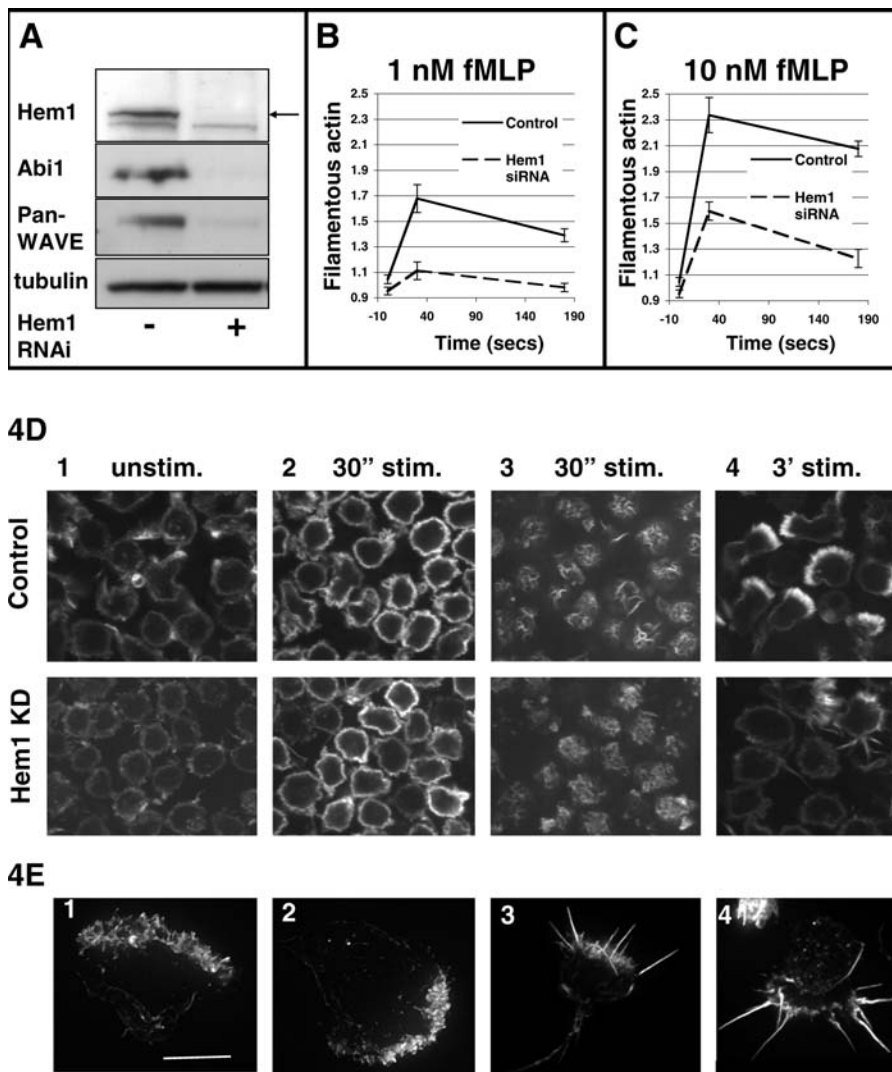 A
Hem1
Abi1
Pan-
WAVE
tubulin
Hem1
RNAi
- +
B
1 nM fMLP
Filamentous actin
2.5
2.3
2.1
1.9
1.7
1.5
1.3
1.1
0.9
Control
Hem1
siRNA
-10 40 90 140 190
Time (secs)
C
10 nM fMLP
Filamentous actin
2.5
2.3
2.1
1.9
1.7
1.5
1.3
1.1
0.9
Control
Hem1
siRNA
-10 40 90 140 190
Time (secs)
4D
1 unstim.
2 30” stim.
3 30” stim.
4 3’ stim.
Control
Hem1 KD
4E
1
2
3
4